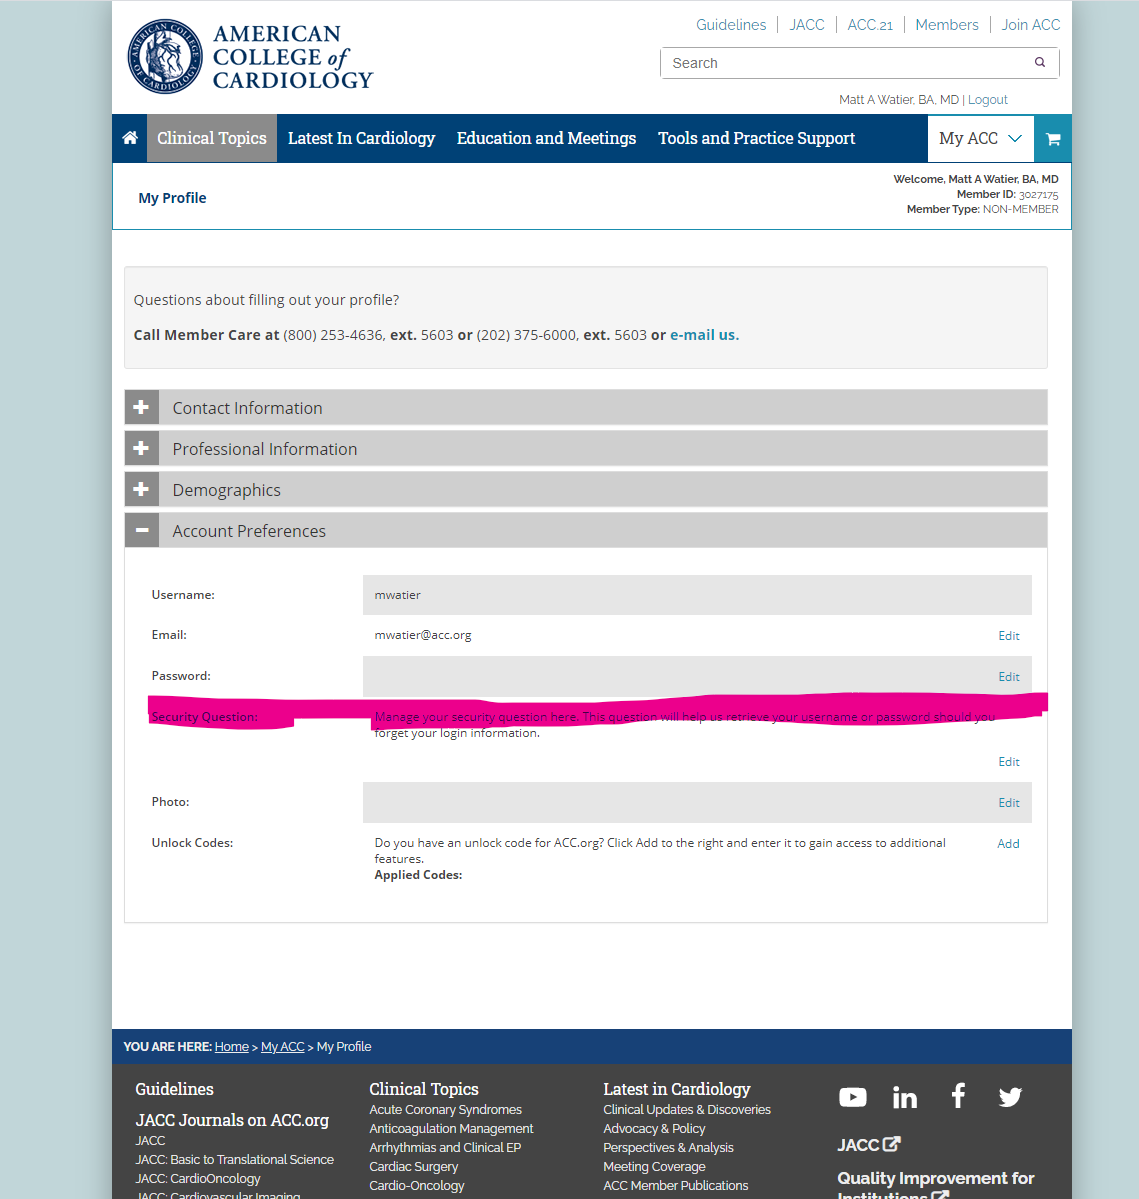 AMERICAN
COLLEGE of
CARDIOLOGY
AMERICAN COLLEGE OF CARDIOLOGY
Guidelines | JACC | ACC.21 | Members | Join ACC
Search
Matt A Watier, BA, MD | Logout
Clinical Topics Latest In Cardiology Education and Meetings Tools and Practice Support My ACC
My Profile
Welcome, Matt A Watier, BA, MD
Member ID: 3027175
Member Type: NON-MEMBER
Questions about filling out your profile?
Call Member Care at (800) 253-4636, ext. 5603 or (202) 375-6000, ext. 5603 or e-mail us.
Contact Information
Professional Information
Demographics
Account Preferences
Username: mwatier
Email: mwatier@acc.org Edit
Password: Edit
Security Question: Manage your security question here. This question will help us retrieve your username or password should you
forget your login information.
Edit
Photo: Edit
Unlock Codes: Do you have an unlock code for ACC.org? Click Add to the right and enter it to gain access to additional Add
features.
Applied Codes:
YOU ARE HERE: Home > My ACC > My Profile
Guidelines
JACC Journals on ACC.org
JACC
JACC: Basic to Translational Science
JACC: CardioOncology
JACC: Cardiovascular Imaging
Clinical Topics
Acute Coronary Syndromes
Anticoagulation Management
Arrhythmias and Clinical EP
Cardiac Surgery
Cardio-Oncology
Latest in Cardiology
Clinical Updates & Discoveries
Advocacy & Policy
Perspectives & Analysis
Meeting Coverage
ACC Member Publications
JACC
Quality Improvement for
Institutions